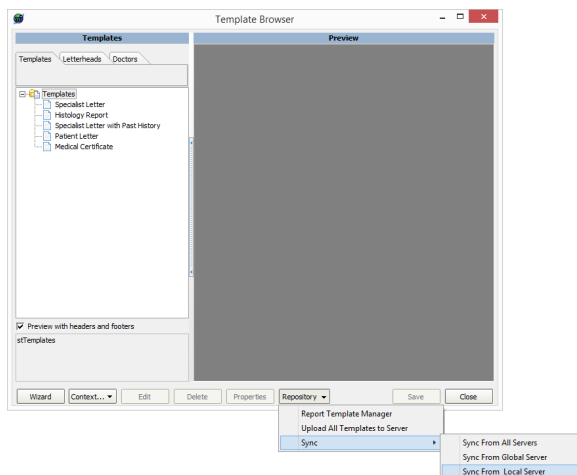 Template Browser
Templates
Preview
Templates Letterheads Doctors
Templates
Specialist Letter
Histology Report
Specialist Letter with Past History
Patient Letter
Medical Certificate
Preview with headers and footers
stTemplates
Wizard Context... Edit Delete Properties Repository Save Close
Report Template Manager
Upload All Templates to Server
Sync
Sync From All Servers
Sync From Global Server
Sync From Local Server